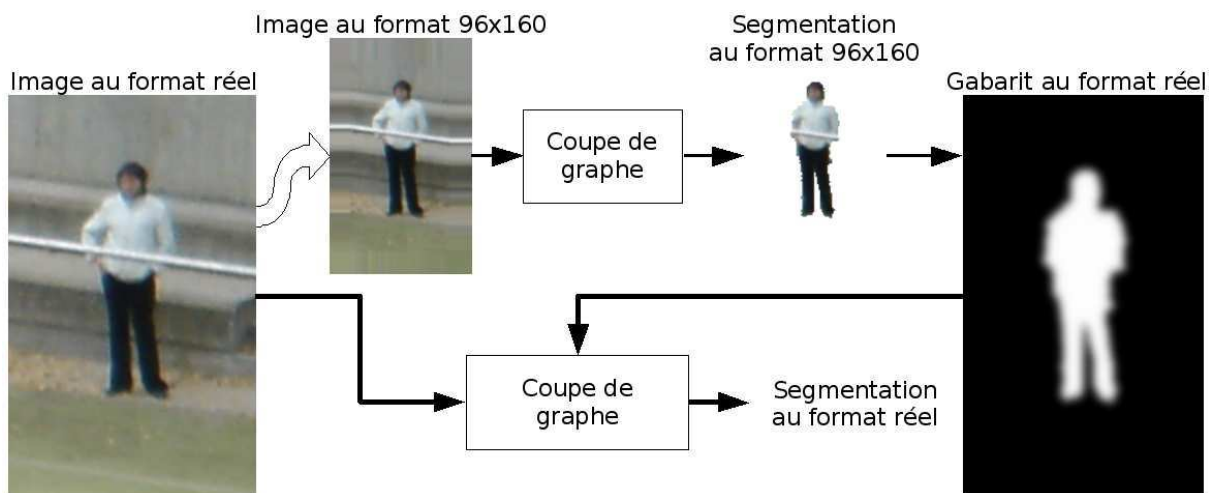 Image au format 96x160
Segmentation
au format 96x160
Image au format réel
Gabarit au format réel
Coupe de
graphe
Coupe de
graphe
Segmentation
au format réel